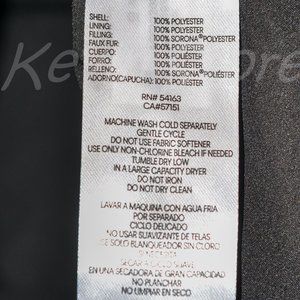 SHELL: 100% POLYESTER
LINING: 100% POLYESTER
FILLING: 100% SORONA® POLYESTER
FAUX FUR: 100% POLYESTER
CUERPO: 100% POLIÉSTER
FORRO: 100% POLIÉSTER
RELLENO: 100% SORONA® POLIÉSTER
ADORNO(CAPUCHA): 100% POLIÉSTER
RN# 54163
CA#57151
MACHINE WASH COLD SEPARATELY
GENTLE CYCLE
DO NOT USE FABRIC SOFTENER
USE ONLY NON-CHLORINE BLEACH IF NEEDED
TUMBLE DRY LOW
IN A LARGE CAPACITY DRYER
DO NOT IRON
DO NOT DRY CLEAN
LAVAR A MAQUINA CON AGUA FRIA
POR SEPARADO
CICLO DELICADO
NO USAR SUAVIZANTE DE TELAS
USE SOLO BLANQUEADOR SIN CLORO
SECAR A CICLO SUAVE
EN UNA SECADORA DE GRAN CAPACIDAD
NO PLANCHAR
NO LIMPIAR EN SECO